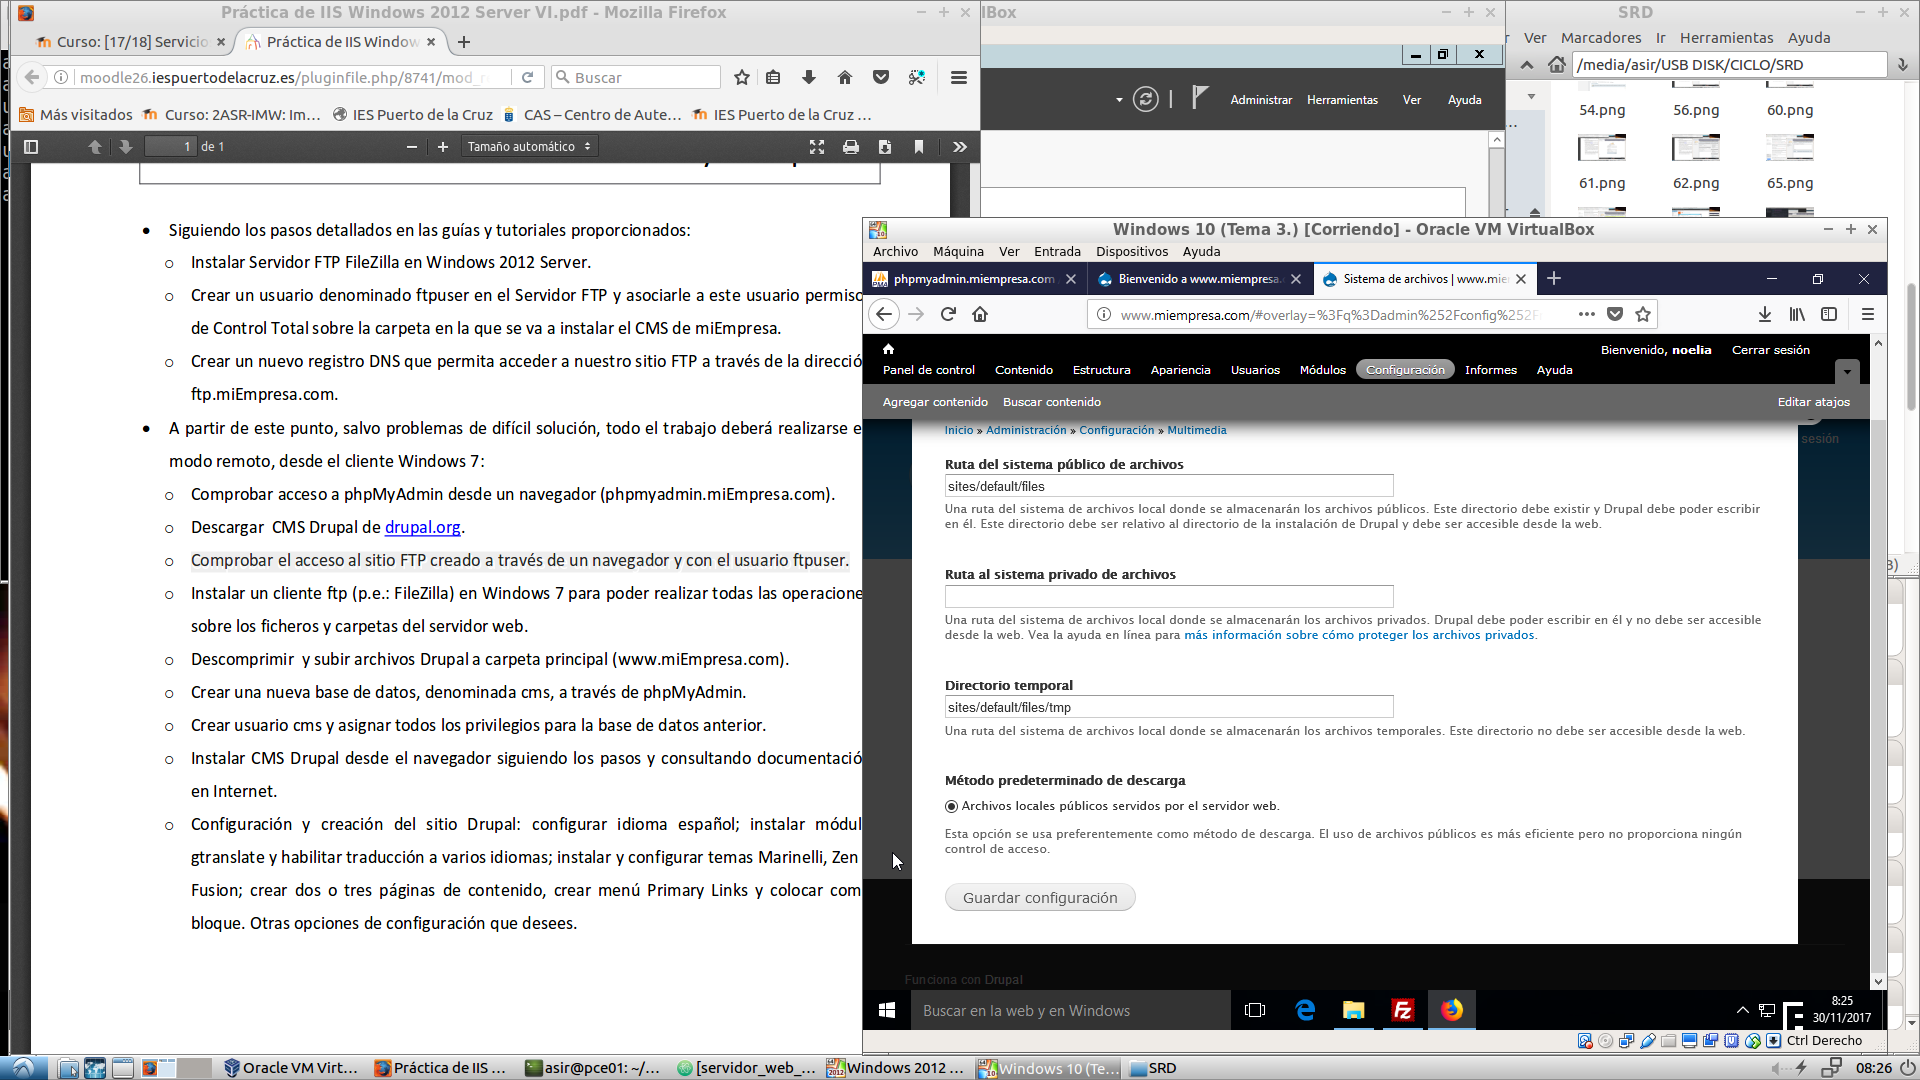 Práctica de IIS Windows 2012 Server VI.pdf - Mozilla Firefox
Curso: [17/18] Servicio
Práctica de IIS Window
moodle26.iespuertodelacruz.es/pluginfile.php/8741/mod_
Buscar
Más visitados
Curso: 2ASR-IMW: Im...
IES Puerto de la Cruz
CAS – Centro de Aute...
IES Puerto de la Cruz ...
1
de 1
Tamaño automático
Siguiendo los pasos detallados en las guías y tutoriales proporcionados:
Instalar Servidor FTP FileZilla en Windows 2012 Server.
Crear un usuario denominado ftpuser en el Servidor FTP y asociarle a este usuario permiso
de Control Total sobre la carpeta en la que se va a instalar el CMS de miEmpresa.
Crear un nuevo registro DNS que permita acceder a nuestro sitio FTP a través de la direcció
ftp.miEmpresa.com.
A partir de este punto, salvo problemas de difícil solución, todo el trabajo deberá realizarse e
modo remoto, desde el cliente Windows 7:
Comprobar acceso a phpMyAdmin desde un navegador (phpmyadmin.miEmpresa.com).
Descargar  CMS Drupal de drupal.org.
Comprobar el acceso al sitio FTP creado a través de un navegador y con el usuario ftpuser.
Instalar un cliente ftp (p.e.: FileZilla) en Windows 7 para poder realizar todas las operacione
sobre los ficheros y carpetas del servidor web.
Descomprimir  y subir archivos Drupal a carpeta principal (www.miEmpresa.com).
Crear una nueva base de datos, denominada cms, a través de phpMyAdmin.
Crear usuario cms y asignar todos los privilegios para la base de datos anterior.
Instalar CMS Drupal desde el navegador siguiendo los pasos y consultando documentació
en Internet.
Configuración y creación del sitio Drupal: configurar idioma español; instalar módul
gtranslate y habilitar traducción a varios idiomas; instalar y configurar temas Marinelli, Zen
Fusion; crear dos o tres páginas de contenido, crear menú Primary Links y colocar com
bloque. Otras opciones de configuración que desees.
lBox
Administrar
Herramientas
Ver
Ayuda
SRD
r
Ver
Marcadores
Ir
Herramientas
Ayuda
/media/asir/USB DISK/CICLO/SRD
54.png
56.png
60.png
61.png
62.png
65.png
Windows 10 (Tema 3.) [Corriendo] - Oracle VM VirtualBox
Archivo
Máquina
Ver
Entrada
Dispositivos
Ayuda
phpmyadmin.miempresa.com
Bienvenido a www.miempresa.
Sistema de archivos | www.mie
www.miempresa.com/#overlay=%3Fq%3Dadmin%252Fconfig%252F
Bienvenido, noelia
Cerrar sesión
Panel de control
Contenido
Estructura
Apariencia
Usuarios
Módulos
Configuración
Informes
Ayuda
Agregar contenido
Buscar contenido
Editar atajos
sesión
Inicio » Administración » Configuración » Multimedia
Ruta del sistema público de archivos
sites/default/files
Una ruta del sistema de archivos local donde se almacenarán los archivos públicos. Este directorio debe existir y Drupal debe poder escribir
en él. Este directorio debe ser relativo al directorio de la instalación de Drupal y debe ser accesible desde la web.
Ruta al sistema privado de archivos
Una ruta del sistema de archivos local donde se almacenarán los archivos privados. Drupal debe poder escribir en él y no debe ser accesible
desde la web. Vea la ayuda en línea para más información sobre cómo proteger los archivos privados.
Directorio temporal
sites/default/files/tmp
Una ruta del sistema de archivos local donde se almacenarán los archivos temporales. Este directorio no debe ser accesible desde la web.
Método predeterminado de descarga
Archivos locales públicos servidos por el servidor web.
Esta opción se usa preferentemente como método de descarga. El uso de archivos públicos es más eficiente pero no proporciona ningún
control de acceso.
Guardar configuración
Funciona con Drupal
Buscar en la web y en Windows
8:25
30/11/2017
Ctrl Derecho
Oracle VM Virt...
Práctica de IIS ...
asir@pce01: ~/...
[servidor_web_...
Windows 2012 ...
Windows 10 (Te...
SRD
08:26